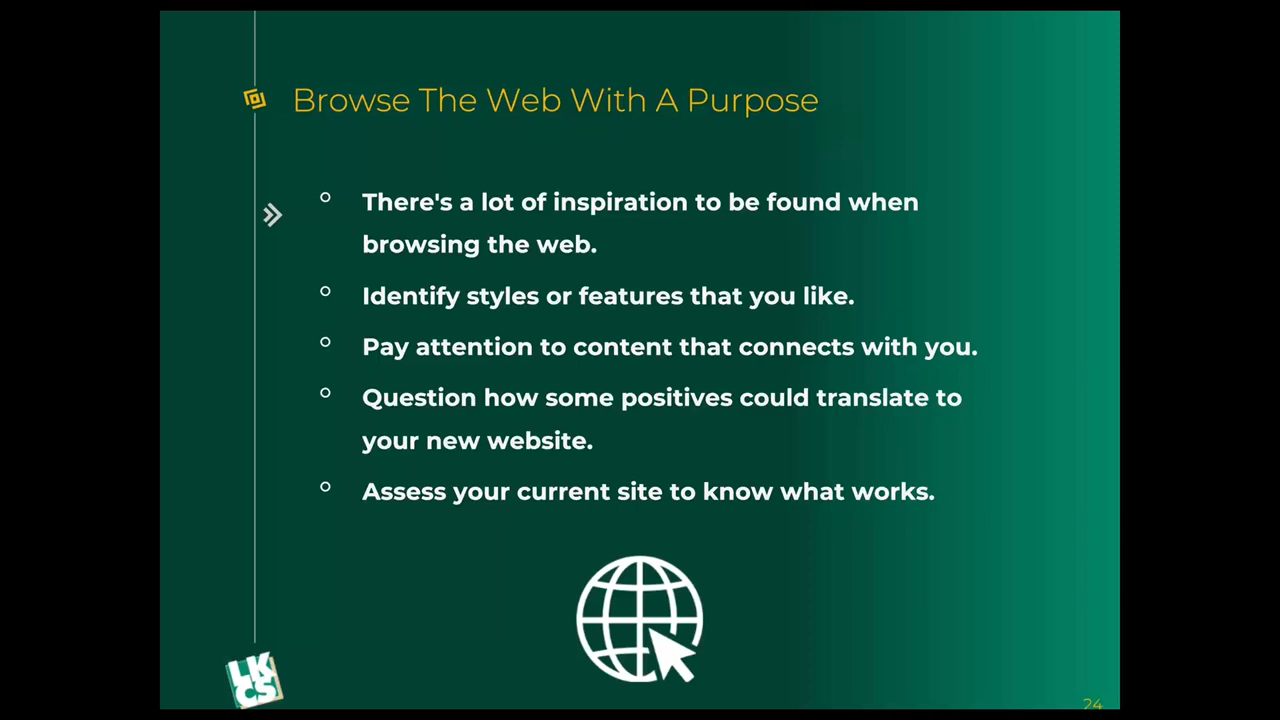 Browse The Web With A Purpose
There's a lot of inspiration to be found when
browsing the web.
Identify styles or features that you like.
Pay attention to content that connects with you.
Question how some positives could translate to
your new website.
Assess your current site to know what works.
LK
CS
24